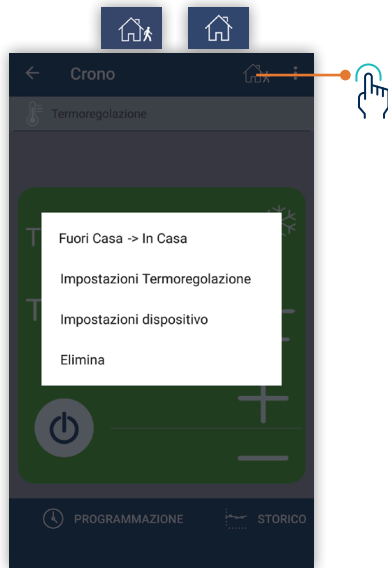 Crono
Termoregolazione
T
Fuori Casa -> In Casa
Impostazioni Termoregolazione
T
Impostazioni dispositivo
Elimina
PROGRAMMAZIONE
STORICO